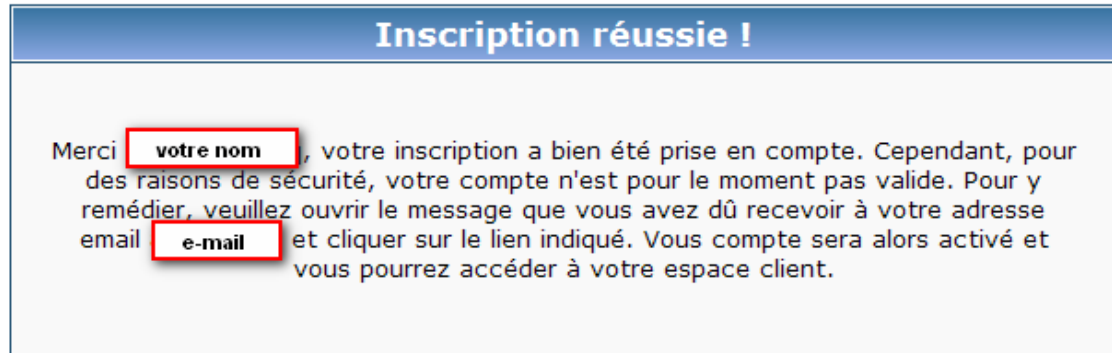 Inscription réussie !
Merci votre nom , votre inscription a bien été prise en compte. Cependant, pour
des raisons de sécurité, votre compte n'est pour le moment pas valide. Pour y
remédier, veuillez ouvrir le message que vous avez dû recevoir à votre adresse
email e-mail et cliquer sur le lien indiqué. Vous compte sera alors activé et
vous pourrez accéder à votre espace client.